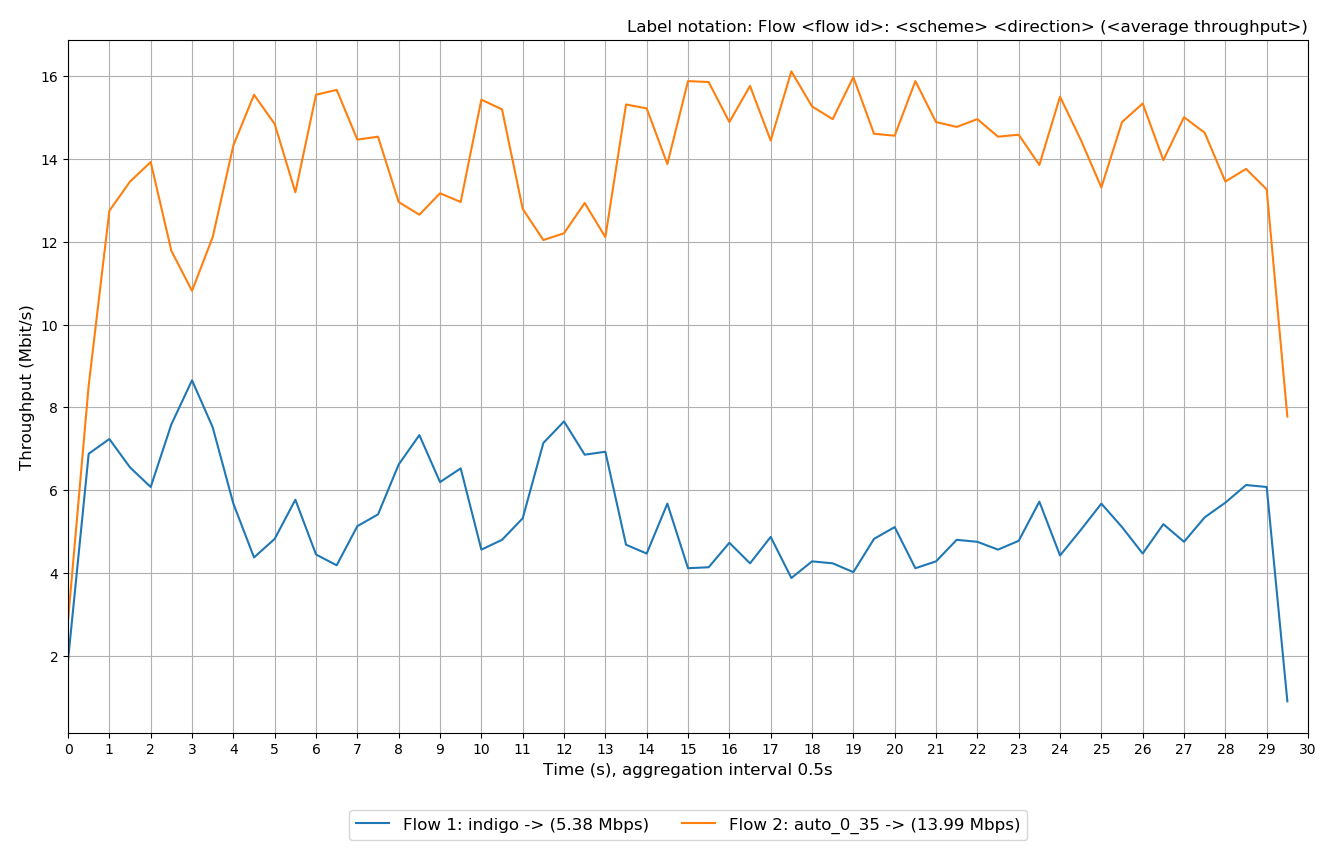 Label notation: Flow <flow id>: <scheme> <direction> (<average throughput>)
16
14
12
10
8
6
4
2
Throughput (Mbit/s)
0 1 2 3 4 5 6 7 8 9 10 11 12 13 14 15 16 17 18 19 20 21 22 23 24 25 26 27 28 29 30
Time (s), aggregation interval 0.5s
Flow 1: indigo -> (5.38 Mbps) Flow 2: auto_0_35 -> (13.99 Mbps)